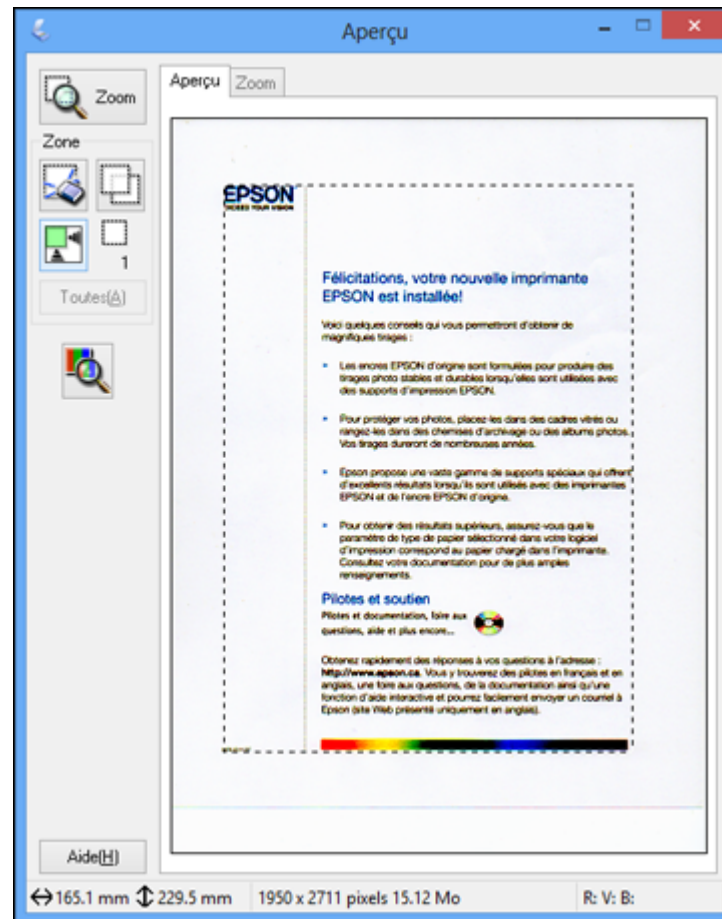 Aperçu
Zoom
Aperçu Zoom
Zone
1
Toutes(A)
EPSON
EXCEED YOUR VISION
Félicitations, votre nouvelle imprimante
EPSON est installée!
Voici quelques conseils qui vous permettront d'obtenir de
magnifiques tirages :
• Les encres EPSON d'origine sont formulées pour produire des
tirages photo stables et durables lorsqu'elles sont utilisées avec
des supports d'impression EPSON.
• Pour protéger vos photos, placez-les dans des cadres vitrés ou
rangez-les dans des chemises d'archivage ou des albums photos.
Vos tirages dureront de nombreuses années.
• Epson propose une vaste gamme de supports spéciaux qui offrent
d'excellents résultats lorsqu'ils sont utilisés avec des imprimantes
EPSON et de l'encre EPSON d'origine.
• Pour obtenir des résultats supérieurs, assurez-vous que le
paramètre de type de papier sélectionné dans votre logiciel
d'impression correspond au papier chargé dans l'imprimante.
Consultez votre documentation pour de plus amples
renseignements.
Pilotes et soutien
Pilotes et documentation, foire aux
questions, aide et plus encore...
Obtenez rapidement des réponses à vos questions à l'adresse :
http://www.epson.ca. Vous y trouverez des pilotes en français et en
anglais, une foire aux questions, de la documentation ainsi qu'une
fonction d'aide interactive et pourrez facilement envoyer un courriel à
Epson (site Web présenté uniquement en anglais).
Aide(H)
165.1 mm 229.5 mm 1950 x 2711 pixels 15.12 Mo R: V: B: